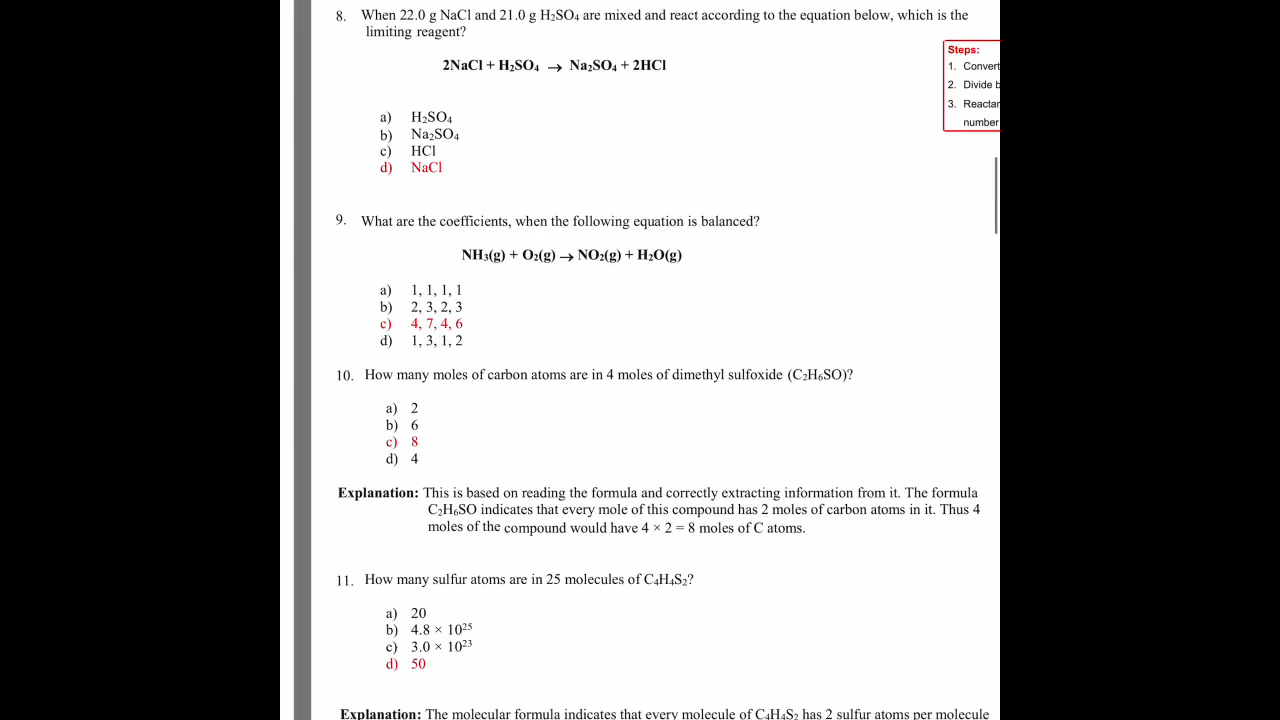 8. When 22.0 g NaCl and 21.0 g H₂SO₄ are mixed and react according to the equation below, which is the
limiting reagent?
2NaCl + H₂SO₄ → Na₂SO₄ + 2HCl
Steps:
1. Convert
2. Divide b
3. Reactan
number
a) H₂SO₄
b) Na₂SO₄
c) HCl
d) NaCl
9. What are the coefficients, when the following equation is balanced?
NH₃(g) + O₂(g) → NO₂(g) + H₂O(g)
a) 1, 1, 1, 1
b) 2, 3, 2, 3
c) 4, 7, 4, 6
d) 1, 3, 1, 2
10. How many moles of carbon atoms are in 4 moles of dimethyl sulfoxide (C₂H₆SO)?
a) 2
b) 6
c) 8
d) 4
Explanation: This is based on reading the formula and correctly extracting information from it. The formula
C₂H₆SO indicates that every mole of this compound has 2 moles of carbon atoms in it. Thus 4
moles of the compound would have 4 × 2 = 8 moles of C atoms.
11. How many sulfur atoms are in 25 molecules of C₄H₄S₂?
a) 20
b) 4.8 × 10²⁵
c) 3.0 × 10²³
d) 50
Explanation: The molecular formula indicates that every molecule of C₄H₄S₂ has 2 sulfur atoms per molecule